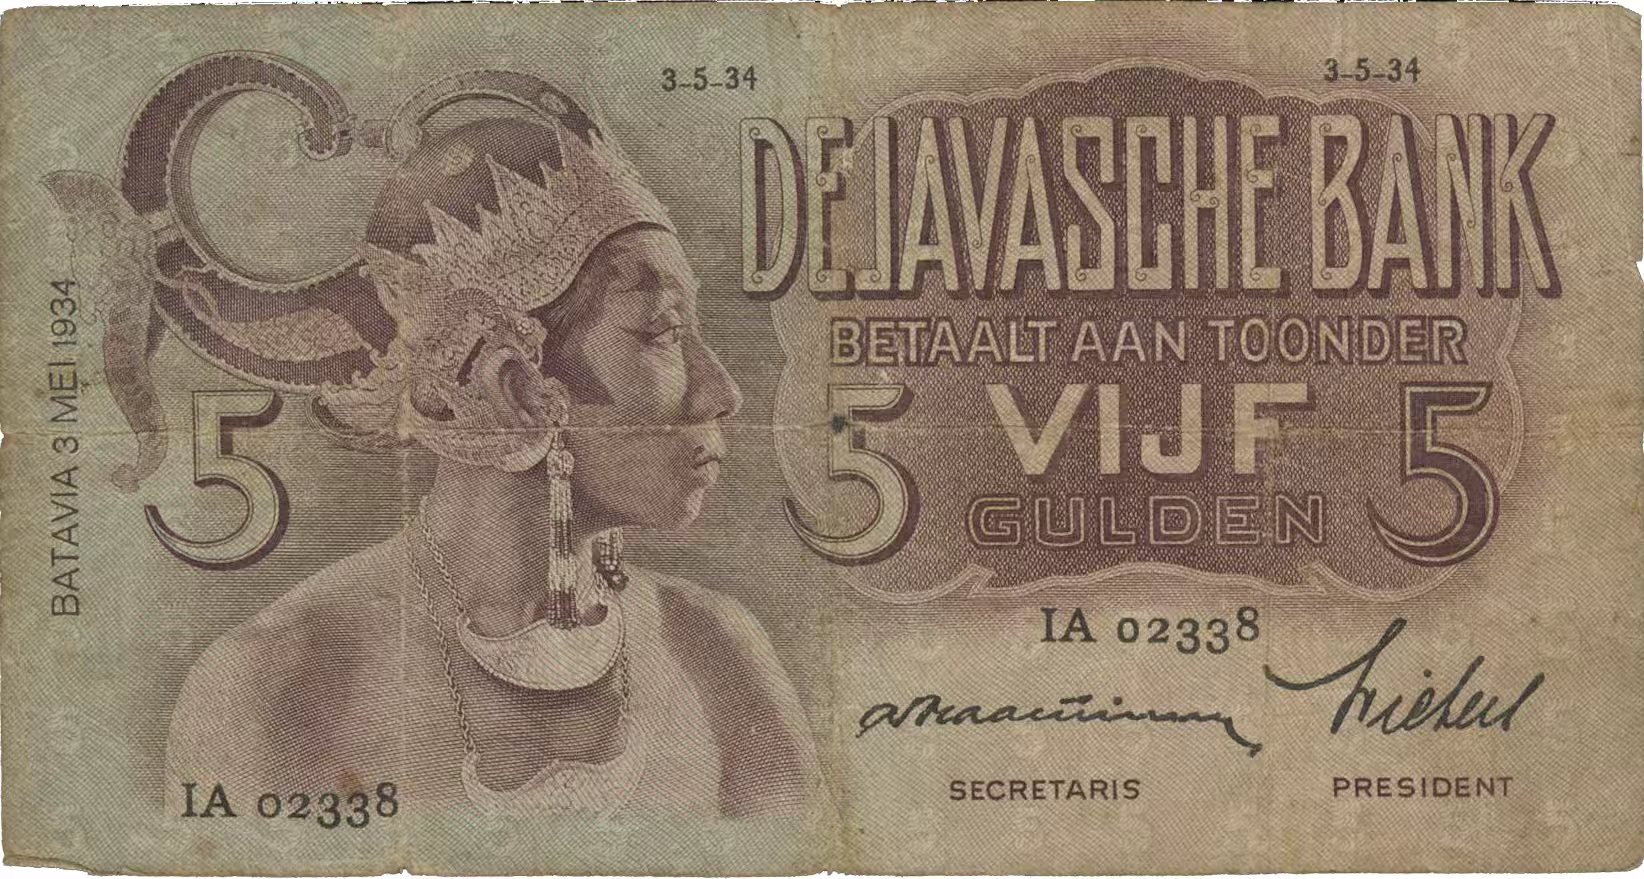 3-5-34
3-5-34
DE JAVASCHE BANK
BETAALT AAN TOONDER
5 VIJF 5
GULDEN
5
BATAVIA 3 MEI 1934
IA 02338
SECRETARIS
PRESIDENT
IA 02338